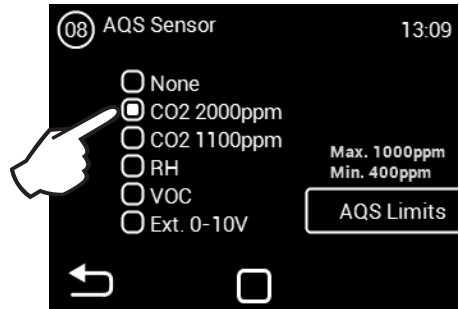 08 AQS Sensor 13:09
None
CO2 2000ppm
CO2 1100ppm
RH
VOC
Ext. 0-10V
Max. 1000ppm
Min. 400ppm
AQS Limits